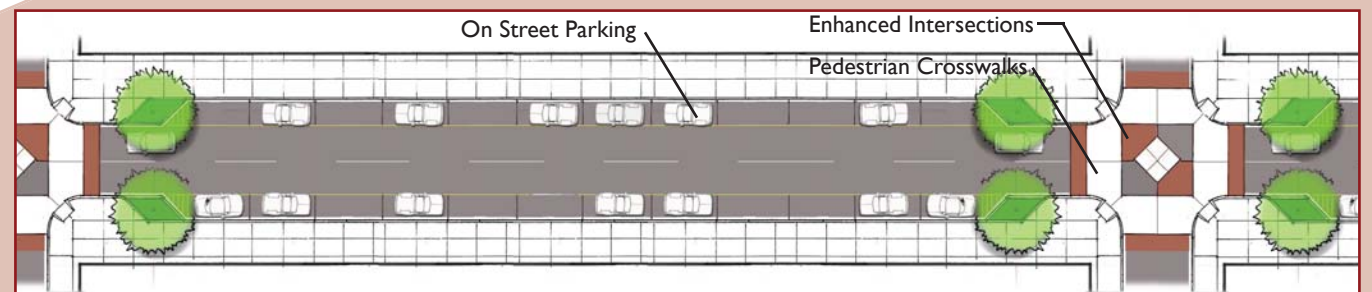 On Street Parking
Enhanced Intersections
Pedestrian Crosswalks